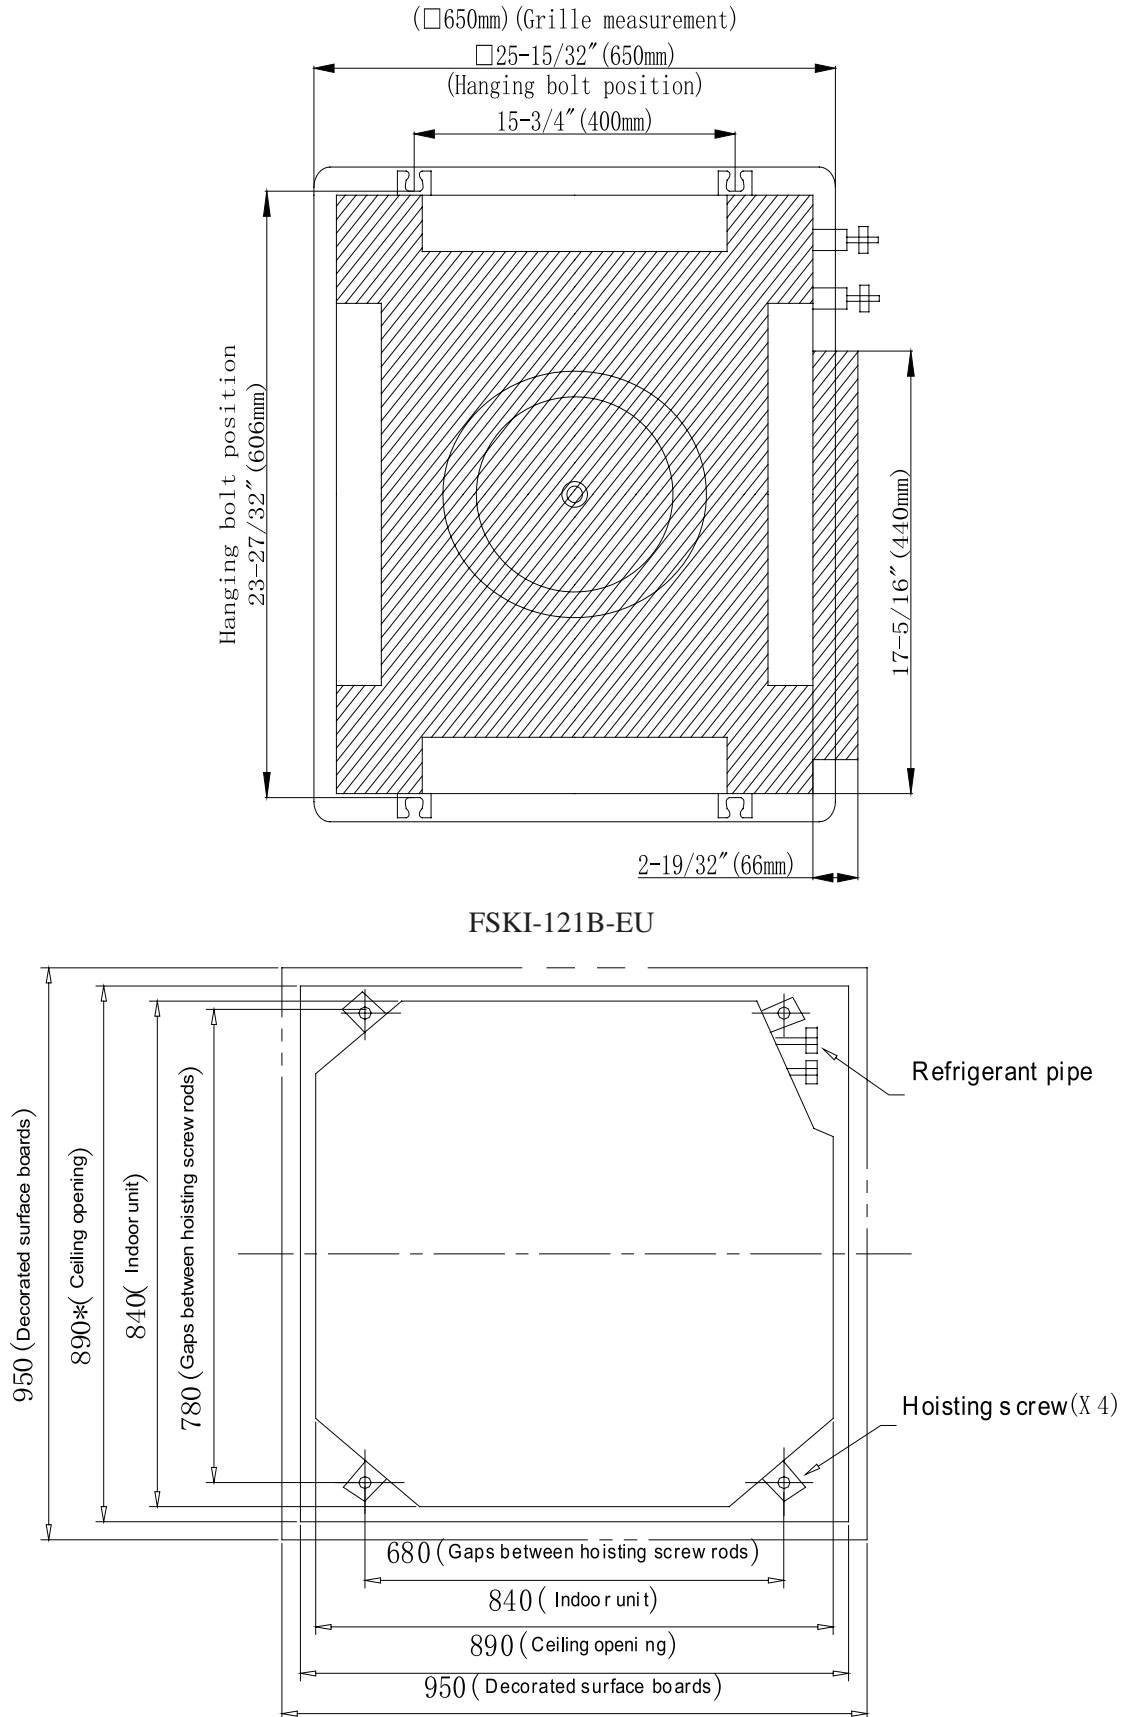 (□650mm)(Grille measurement)
□25-15/32″(650mm)
(Hanging bolt position)
15-3/4″(400mm)
Hanging bolt position
23-27/32″(606mm)
17-5/16″(440mm)
2-19/32″(66mm)
FSKI-121B-EU
950(Decorated surface boards)
890*(Ceiling opening)
840(Indoor unit)
780(Gaps between hoisting screw rods)
Refrigerant pipe
Hoisting screw(X 4)
680(Gaps between hoisting screw rods)
840(Indoor unit)
890(Ceiling opening)
950(Decorated surface boards)